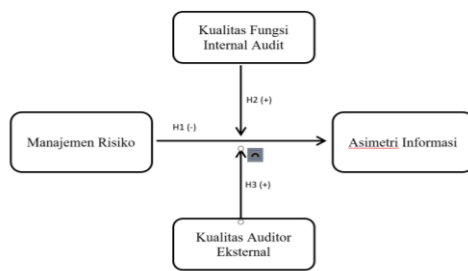 Kualitas Fungsi
Internal Audit
H2 (+)
H1 (-)
Manajemen Risiko
Asimetri Informasi
H3 (+)
Kualitas Auditor
Eksternal